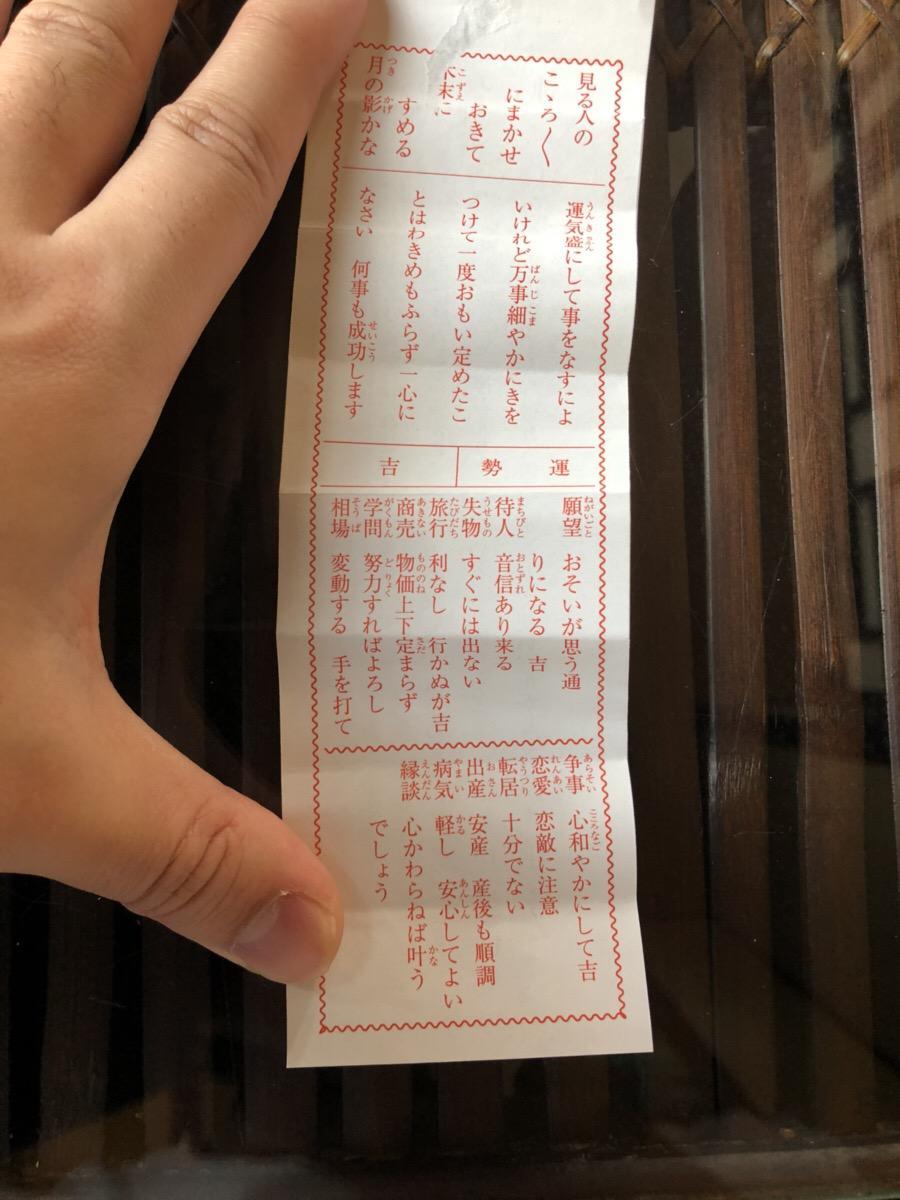 見る人の
こゝろ〳〵
にまかせ
おきて
末に
すめる
月の影かな
運気盛にして事をなすによ
いけれど万事細やかにきを
つけて一度おもい定めたこ
とはわきめもふらず一心に
なさい 何事も成功します
運勢 吉
願望 おそいが思う通
りになる 吉
待人 音信あり来る
失物 すぐには出ない
旅行 利なし 行かぬが吉
商売 物価上下定まらず
学問 努力すればよろし
相場 変動する 手を打て
争事 心和やかにして吉
恋愛 恋敵に注意
転居 十分でない
出産 安産 産後も順調
病気 軽し 安心してよい
縁談 心かわらねば叶う
でしょう